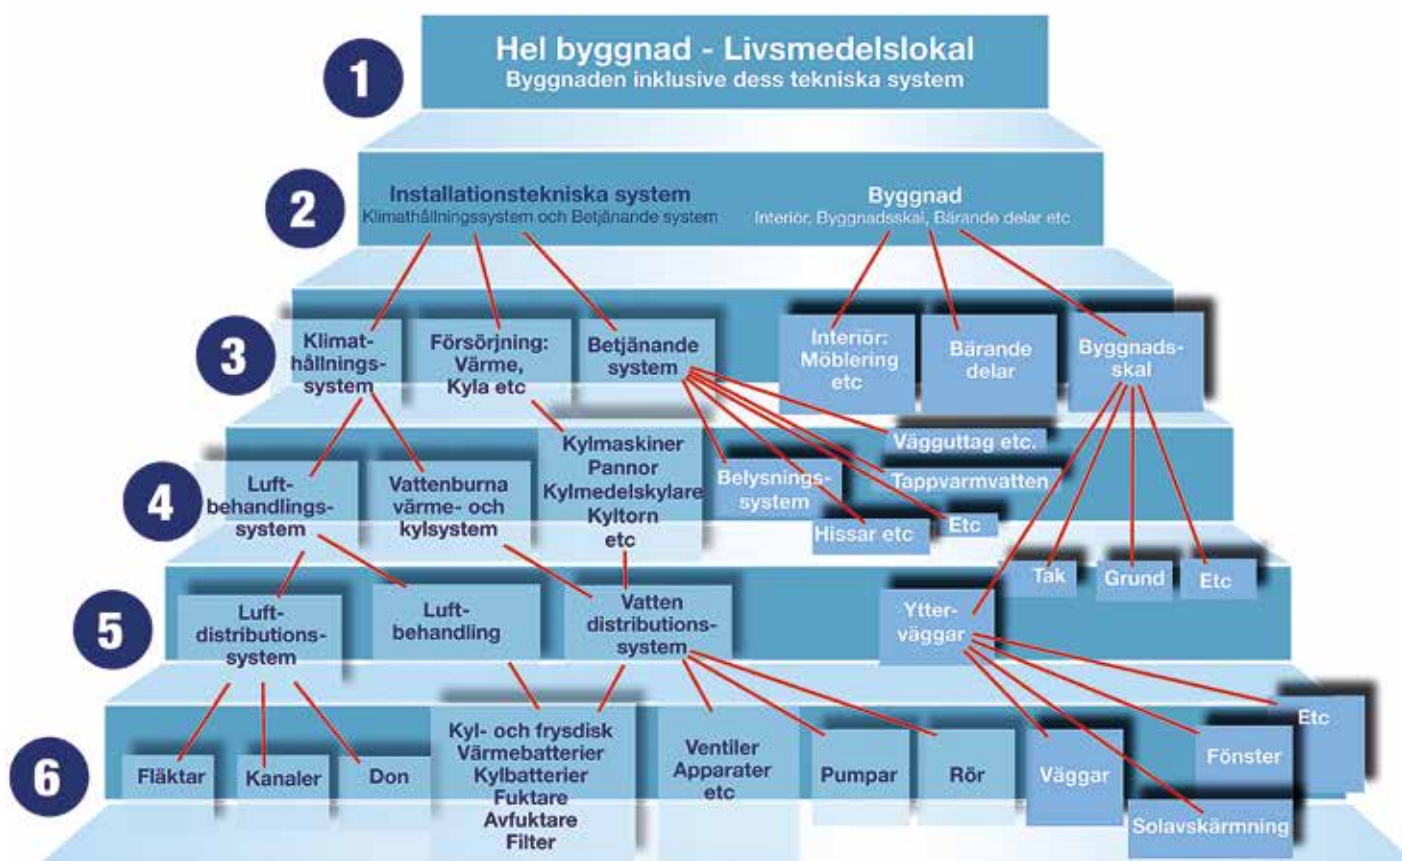 1
Hel byggnad - Livsmedelslokal
Byggnaden inklusive dess tekniska system
2
Installationstekniska system
Klimathållningssystem och Betjänande system
Byggnad
Interiör, Byggnadsskal, Bärande delar etc
3
Klimat-
hållnings-
system
Försörjning:
Värme,
Kyla etc
Betjänande
system
Interiör:
Möblering
etc
Bärande
delar
Byggnads-
skal
4
Luft-
behandlings-
system
Vattenburna
värme- och
kylsystem
Kylmaskiner
Pannor
Kylmedelskylare
Kyltorn
etc
Belysnings-
system
Vägguttag etc.
Tappvarmvatten
Etc
Hissar etc
5
Luft-
distributions-
system
Luft-
behandling
Vatten
distributions-
system
Ytter-
väggar
Tak
Grund
Etc
6
Fläktar
Kanaler
Don
Kyl- och frysdisk
Värmebatterier
Kylbatterier
Fuktare
Avfuktare
Filter
Ventiler
Apparater
etc
Pumpar
Rör
Väggar
Fönster
Etc
Solavskärmning